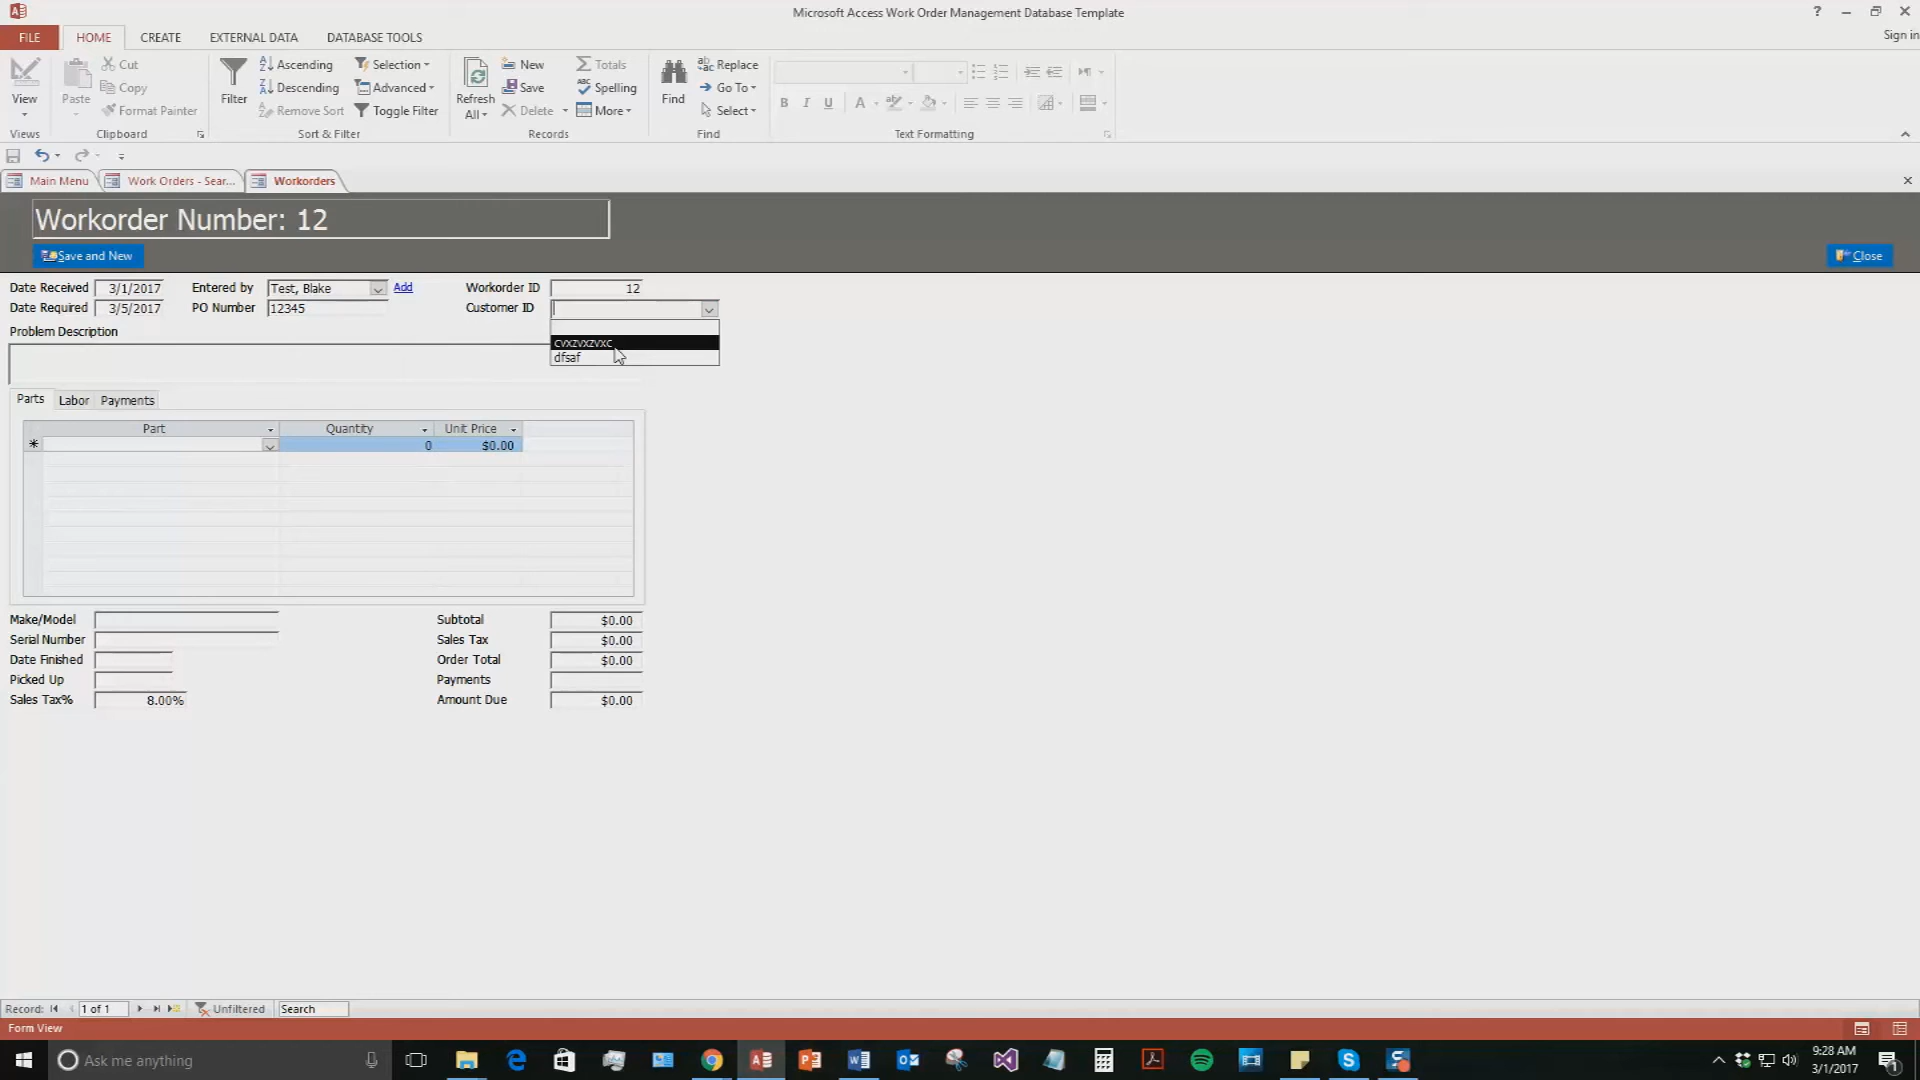 Microsoft Access Work Order Management Database Template
?
Sign in
FILE HOME CREATE EXTERNAL DATA DATABASE TOOLS
View
Views
Paste
Cut
Copy
Format Painter
Clipboard
Filter
Ascending
Descending
Remove Sort
Selection
Advanced
Toggle Filter
Sort & Filter
Refresh
All
New
Save
Delete
Totals
Spelling
More
Records
Find
Replace
Go To
Select
Find
B I U A
Text Formatting
Main Menu Work Orders - Sear... Workorders
Workorder Number: 12
Save and New Close
Date Received 3/1/2017 Entered by Test, Blake Add Workorder ID 12
Date Required 3/5/2017 PO Number 12345 Customer ID
Problem Description
cvxzvxzvxc
dfsaf
Parts Labor Payments
Part Quantity Unit Price
* 0 $0.00
Make/Model Subtotal $0.00
Serial Number Sales Tax $0.00
Date Finished Order Total $0.00
Picked Up Payments
Sales Tax% 8.00% Amount Due $0.00
Record: 1 of 1 Unfiltered Search
Form View
Ask me anything
9:28 AM
3/1/2017